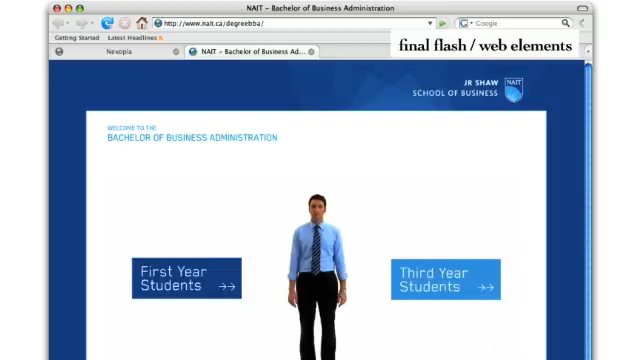 NAIT - Bachelor of Business Administration
http://www.nait.ca/degreebba/
Google
Getting Started
Latest Headlines
final flash / web elements
Nexopia
NAIT - Bachelor of Business Ad...
JR SHAW
SCHOOL OF BUSINESS
NAIT
WELCOME TO THE
BACHELOR OF BUSINESS ADMINISTRATION
First Year
Students
Third Year
Students